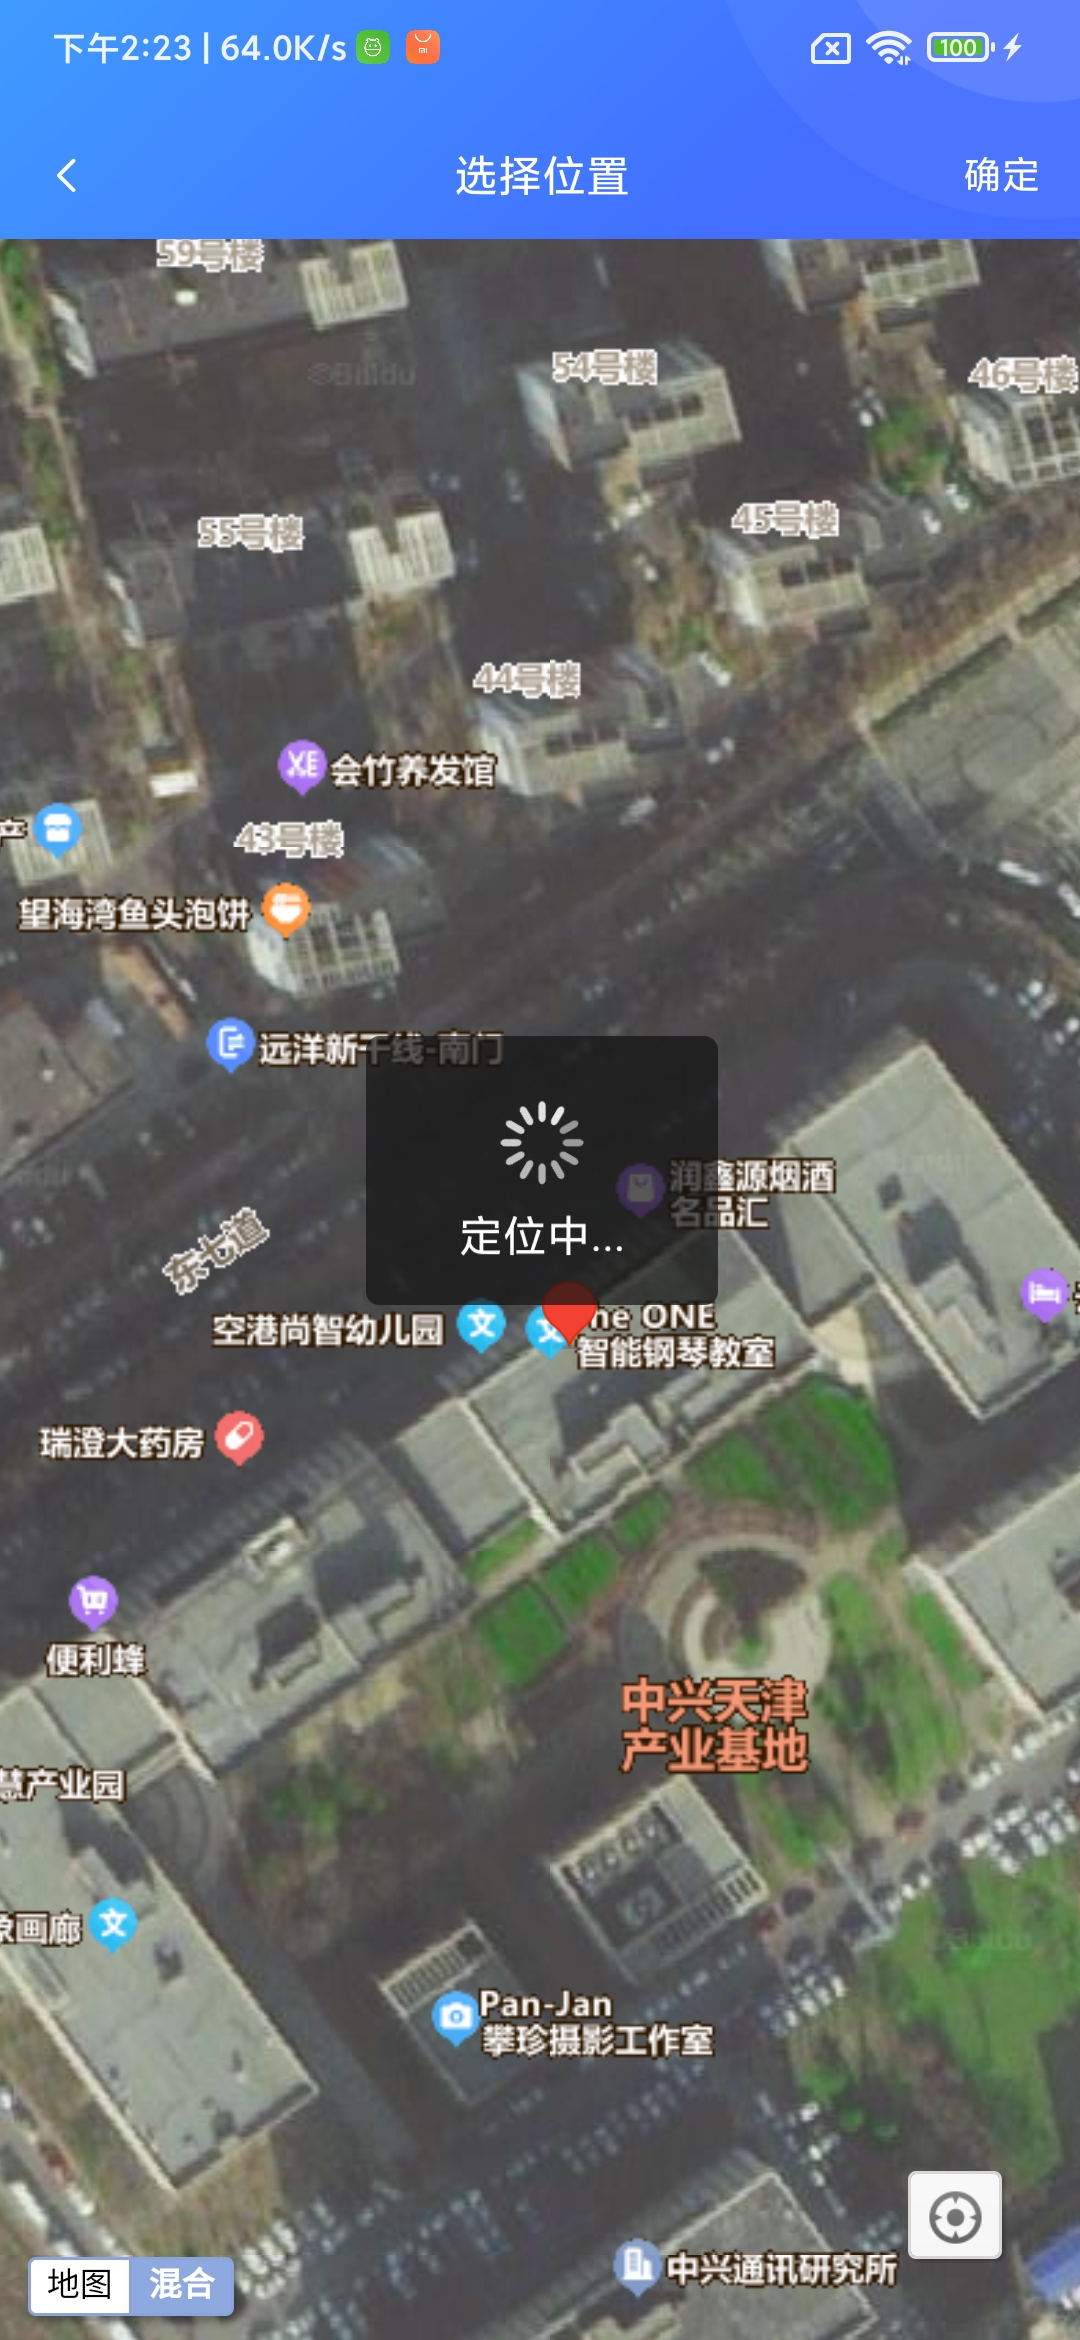 下午2:23 | 64.0K/s
100
选择位置
确定
59号楼
54号楼
46号楼
55号楼
45号楼
44号楼
会竹养发馆
产
43号楼
望海湾鱼头泡饼
远洋新干线-南门
润鑫源烟酒
名品汇
定位中...
东七道
空港尚智幼儿园
文
文
he ONE
智能钢琴教室
瑞澄大药房
便利蜂
中兴天津
产业基地
慧产业园
象画廊
文
Pan-Jan
攀珍摄影工作室
中兴通讯研究所
地图
混合